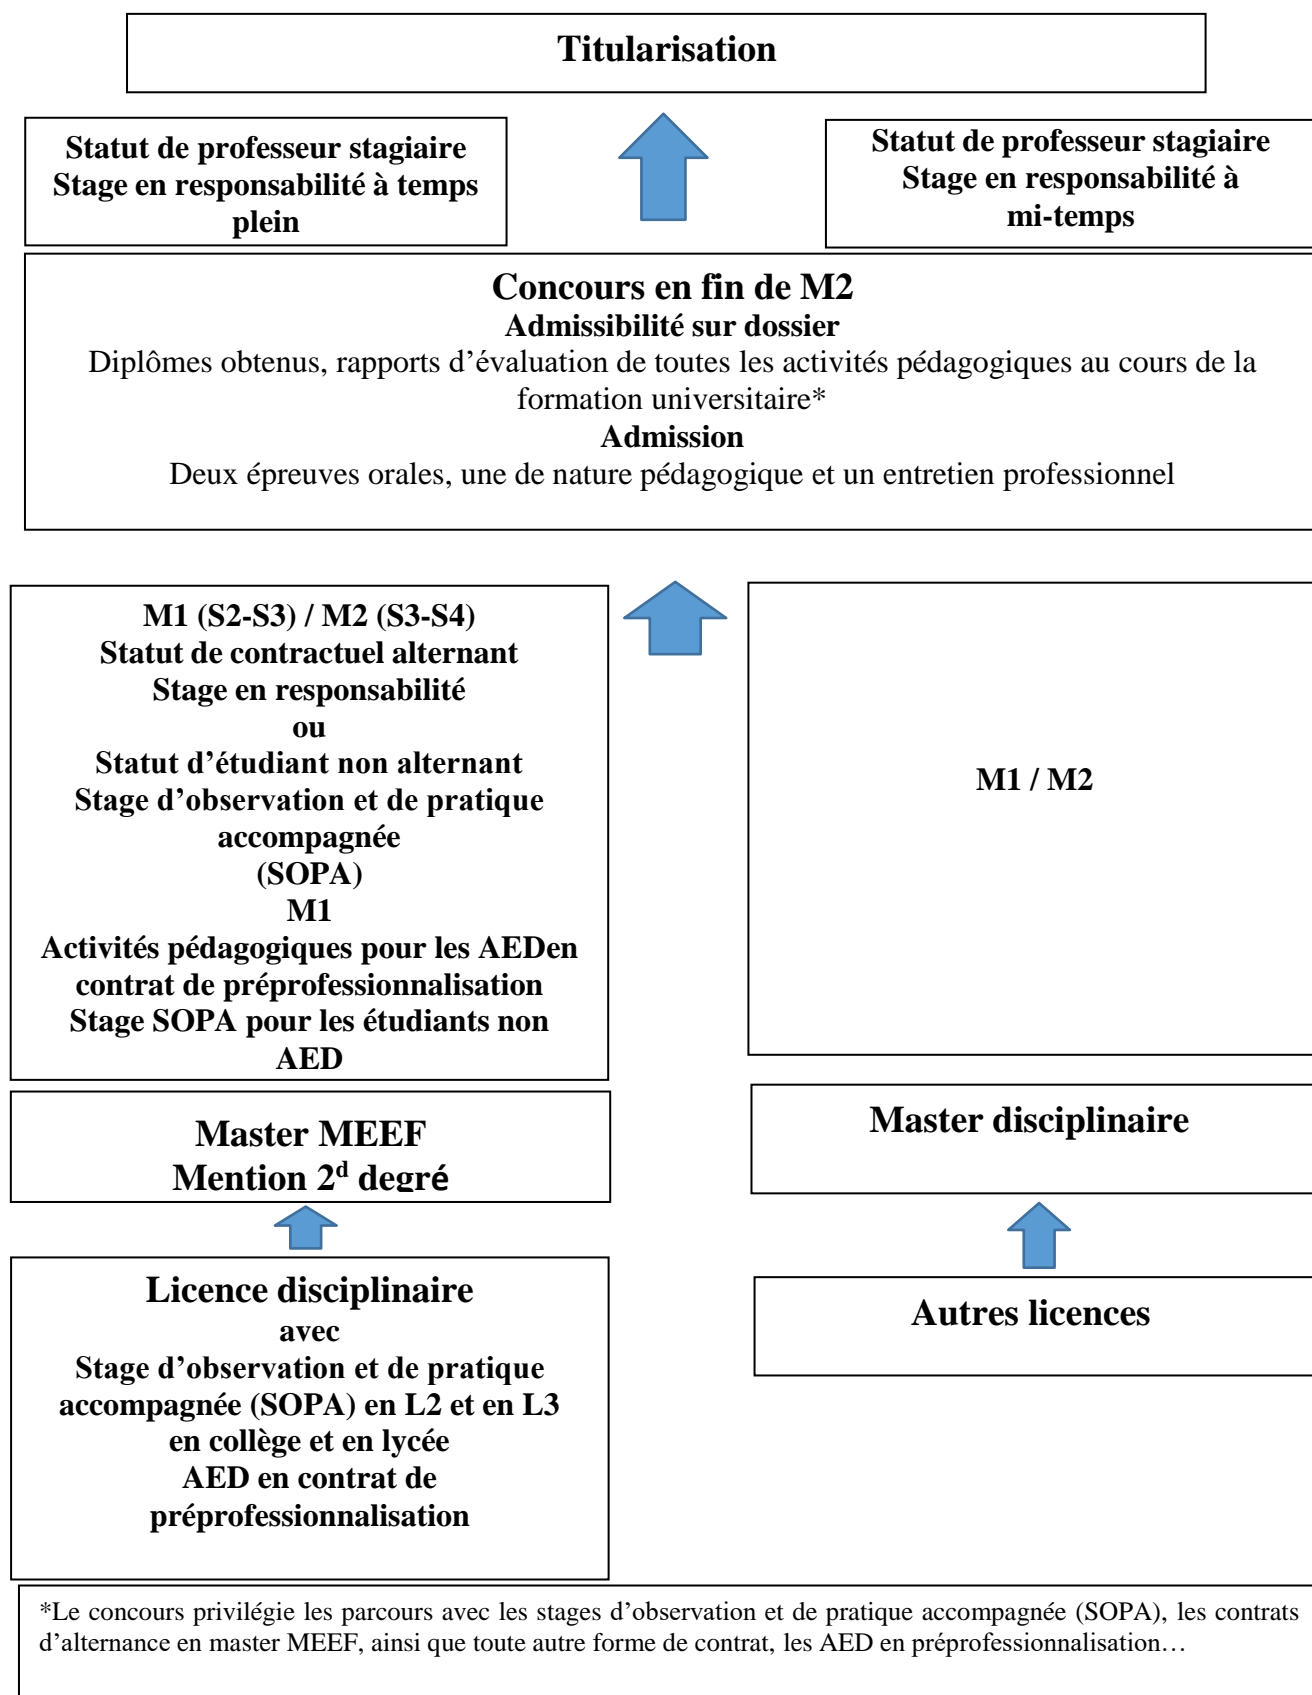 Titularisation
Statut de professeur stagiaire
Stage en responsabilité à temps
plein
Statut de professeur stagiaire
Stage en responsabilité à
mi-temps
Concours en fin de M2
Admissibilité sur dossier
Diplômes obtenus, rapports d’évaluation de toutes les activités pédagogiques au cours de la
formation universitaire*
Admission
Deux épreuves orales, une de nature pédagogique et un entretien professionnel
M1 (S2-S3) / M2 (S3-S4)
Statut de contractuel alternant
Stage en responsabilité
ou
Statut d’étudiant non alternant
Stage d’observation et de pratique
accompagnée
(SOPA)
M1
Activités pédagogiques pour les AEDen
contrat de préprofessionnalisation
Stage SOPA pour les étudiants non
AED
M1 / M2
Master MEEF
Mention 2d degré
Master disciplinaire
Licence disciplinaire
avec
Stage d’observation et de pratique
accompagnée (SOPA) en L2 et en L3
en collège et en lycée
AED en contrat de
préprofessionnalisation
Autres licences
*Le concours privilégie les parcours avec les stages d’observation et de pratique accompagnée (SOPA), les contrats
d’alternance en master MEEF, ainsi que toute autre forme de contrat, les AED en préprofessionnalisation…